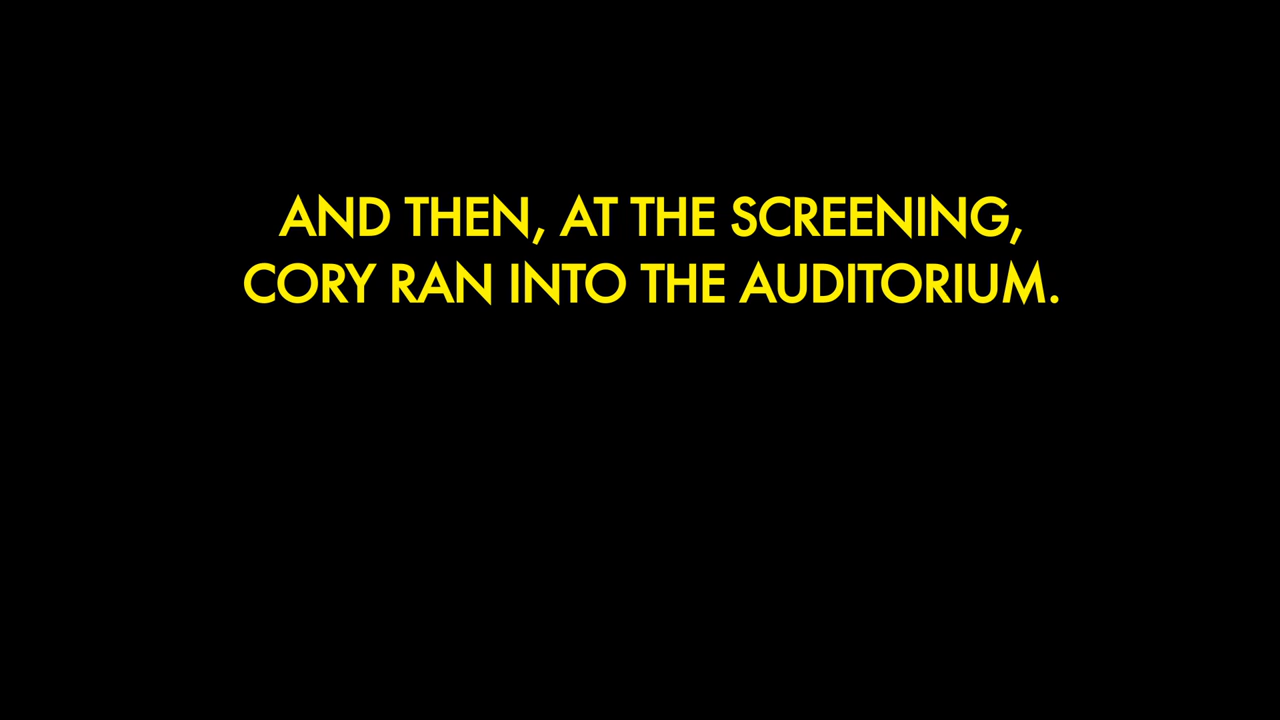 AND THEN, AT THE SCREENING,
CORY RAN INTO THE AUDITORIUM.